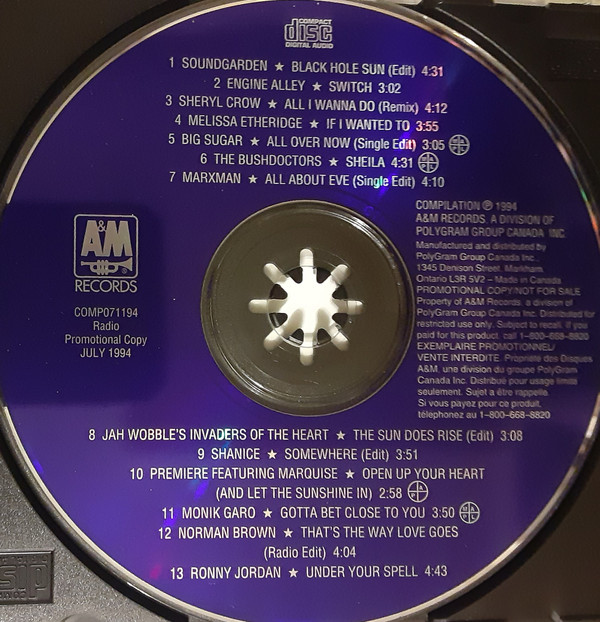 COMPACT
disc
DIGITAL AUDIO
1 SOUNDGARDEN ★ BLACK HOLE SUN (Edit) 4:31
2 ENGINE ALLEY ★ SWITCH 3:02
3 SHERYL CROW ★ ALL I WANNA DO (Remix) 4:12
4 MELISSA ETHERIDGE ★ IF I WANTED TO 3:55
5 BIG SUGAR ★ ALL OVER NOW (Single Edit) 3:05
6 THE BUSHDOCTORS ★ SHEILA 4:31
7 MARXMAN ★ ALL ABOUT EVE (Single Edit) 4:10
A&M
RECORDS
COMP071194
Radio
Promotional Copy
JULY 1994
COMPILATION ℗ 1994
A&M RECORDS, A DIVISION OF
POLYGRAM GROUP CANADA INC.
Manufactured and distributed by
PolyGram Group Canada Inc.,
1345 Denison Street, Markham,
Ontario L3R 5V2 – Made in Canada
PROMOTIONAL COPY/NOT FOR SALE
Property of A&M Records, a division of
PolyGram Group Canada Inc. Distributed for
restricted use only. Subject to recall. If you
paid for this product, call 1-800-668-8820
EXEMPLAIRE PROMOTIONNEL/
VENTE INTERDITE. Propriété des Disques
A&M, une division du groupe PolyGram
Canada Inc. Distribué pour usage limité
seulement. Sujet à être rappelé.
Si vous payez pour ce produit,
téléphonez au 1-800-668-8820
8 JAH WOBBLE'S INVADERS OF THE HEART ★ THE SUN DOES RISE (Edit) 3:08
9 SHANICE ★ SOMEWHERE (Edit) 3:51
10 PREMIERE FEATURING MARQUISE ★ OPEN UP YOUR HEART
(AND LET THE SUNSHINE IN) 2:58
11 MONIK GARO ★ GOTTA BET CLOSE TO YOU 3:50
12 NORMAN BROWN ★ THAT'S THE WAY LOVE GOES
(Radio Edit) 4:04
13 RONNY JORDAN ★ UNDER YOUR SPELL 4:43